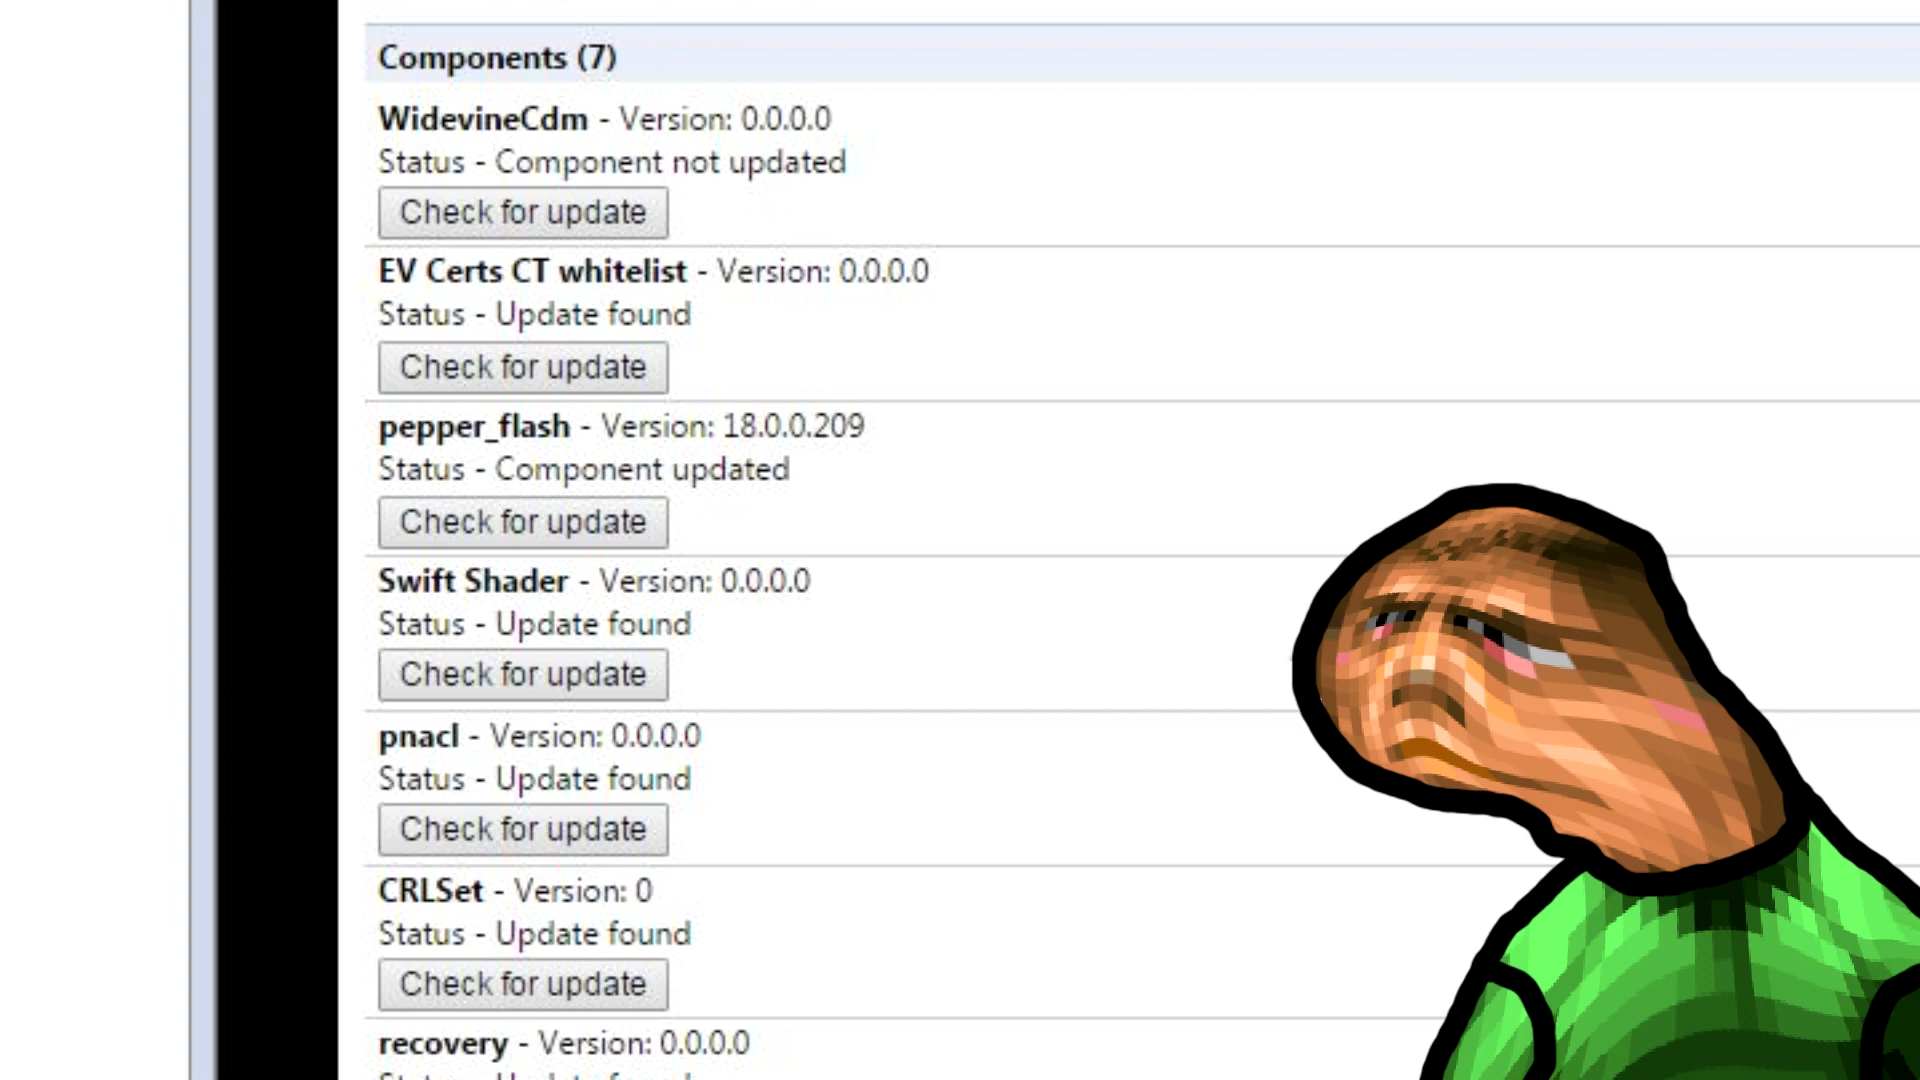 Components (7)
WidevineCdm - Version: 0.0.0.0
Status - Component not updated
Check for update
EV Certs CT whitelist - Version: 0.0.0.0
Status - Update found
Check for update
pepper_flash - Version: 18.0.0.209
Status - Component updated
Check for update
Swift Shader - Version: 0.0.0.0
Status - Update found
Check for update
pnacl - Version: 0.0.0.0
Status - Update found
Check for update
CRLSet - Version: 0
Status - Update found
Check for update
recovery - Version: 0.0.0.0